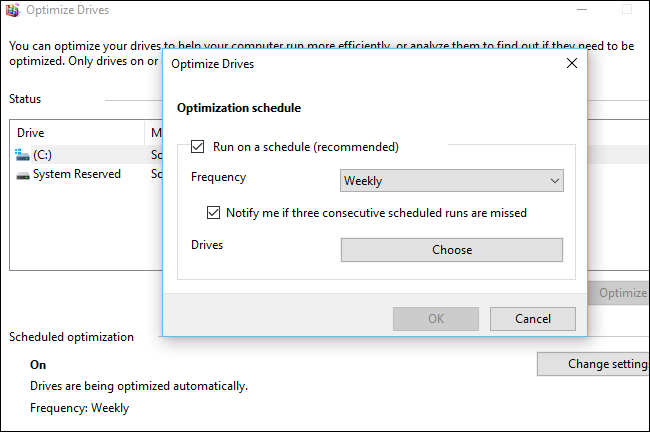 Optimize Drives
You can optimize your drives to help your computer run more efficiently, or analyze them to find out if they need to be
optimized. Only drives on or
Optimize Drives
Status
Optimization schedule
Drive
(C:)
System Reserved
Run on a schedule (recommended)
Frequency
Weekly
Notify me if three consecutive scheduled runs are missed
Drives
Choose
OK
Cancel
Optimize
Scheduled optimization
On
Change setting
Drives are being optimized automatically.
Frequency: Weekly